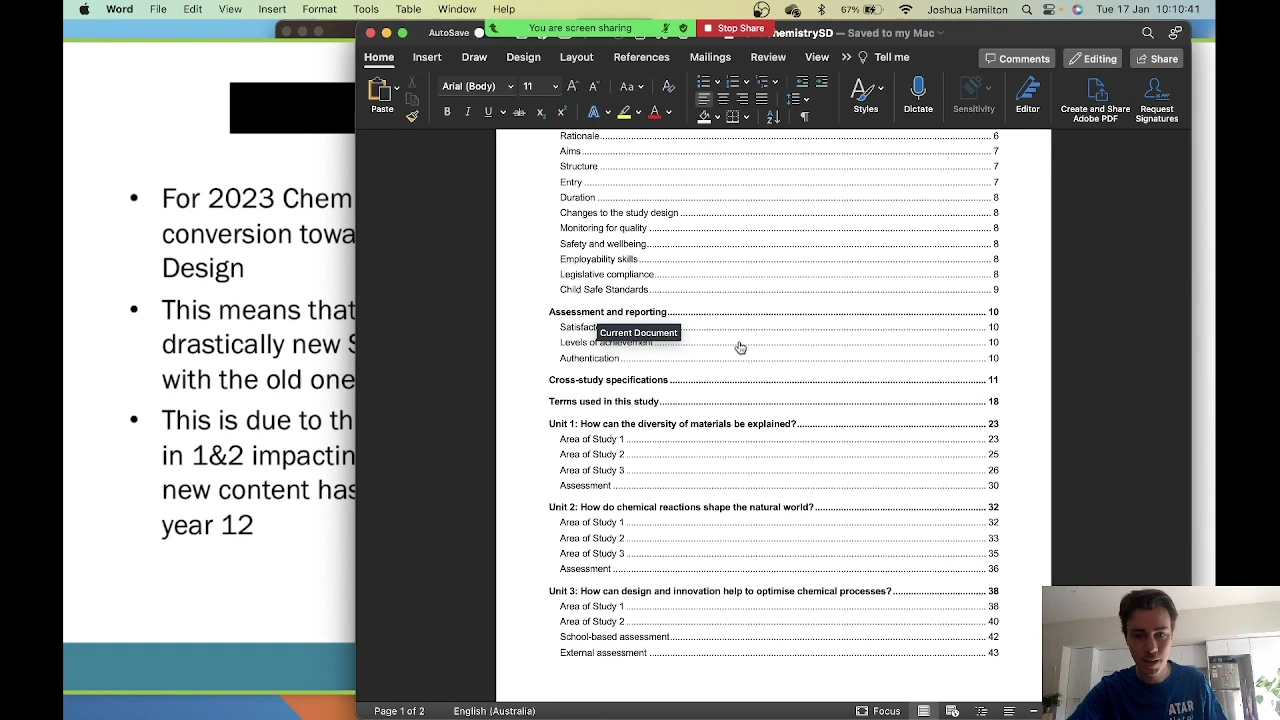 Word File Edit View Insert Format Tools Table Window Help 67% Joshua Hamilton Tue 17 Jan 10:10:41
AutoSave You are screen sharing Stop Share hemistrySD — Saved to my Mac
Home Insert Draw Design Layout References Mailings Review View Tell me Comments Editing Share
Arial (Body) 11 Aa
Paste Styles Dictate Sensitivity Editor Create and Share Adobe PDF Request Signatures
For 2023 Chem
conversion towa
Design
This means that
drastically new S
with the old one
This is due to th
in 1&2 impactin
new content has
year 12
Rationale 6
Aims 7
Structure 7
Entry 7
Duration 8
Changes to the study design 8
Monitoring for quality 8
Safety and wellbeing 8
Employability skills 8
Legislative compliance 8
Child Safe Standards 9
Assessment and reporting 10
Satisfact 10
Current Document
Levels of achievement 10
Authentication 10
Cross-study specifications 11
Terms used in this study 18
Unit 1: How can the diversity of materials be explained? 23
Area of Study 1 23
Area of Study 2 25
Area of Study 3 26
Assessment 30
Unit 2: How do chemical reactions shape the natural world? 32
Area of Study 1 32
Area of Study 2 33
Area of Study 3 35
Assessment 36
Unit 3: How can design and innovation help to optimise chemical processes? 38
Area of Study 1 38
Area of Study 2 40
School-based assessment 42
External assessment 43
Page 1 of 2 English (Australia) Focus
ATAR